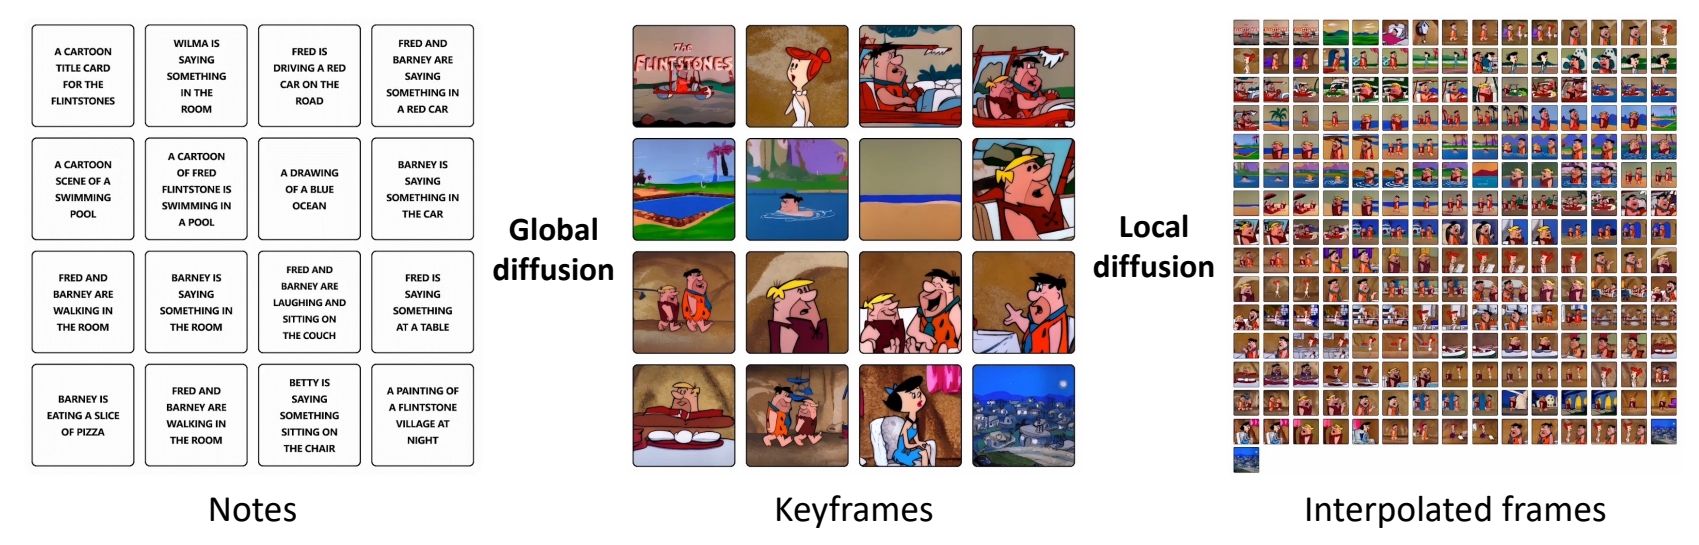 A CARTOON
TITLE CARD
FOR THE
FLINTSTONES
WILMA IS
SAYING
SOMETHING
IN THE
ROOM
FRED IS
DRIVING A RED
CAR ON THE
ROAD
FRED AND
BARNEY ARE
SAYING
SOMETHING IN
A RED CAR
A CARTOON
SCENE OF A
SWIMMING
POOL
A CARTOON
OF FRED
FLINTSTONE IS
SWIMMING IN
A POOL
A DRAWING
OF A BLUE
OCEAN
BARNEY IS
SAYING
SOMETHING IN
THE CAR
FRED AND
BARNEY ARE
WALKING IN
THE ROOM
BARNEY IS
SAYING
SOMETHING IN
THE ROOM
FRED AND
BARNEY ARE
LAUGHING AND
SITTING ON
THE COUCH
FRED IS
SAYING
SOMETHING
AT A TABLE
BARNEY IS
EATING A SLICE
OF PIZZA
FRED AND
BARNEY ARE
WALKING IN
THE ROOM
BETTY IS
SAYING
SOMETHING
SITTING ON
THE CHAIR
A PAINTING OF
A FLINTSTONE
VILLAGE AT
NIGHT
Notes
Global
diffusion
The
FLINTSTONES
Keyframes
Local
diffusion
Interpolated frames